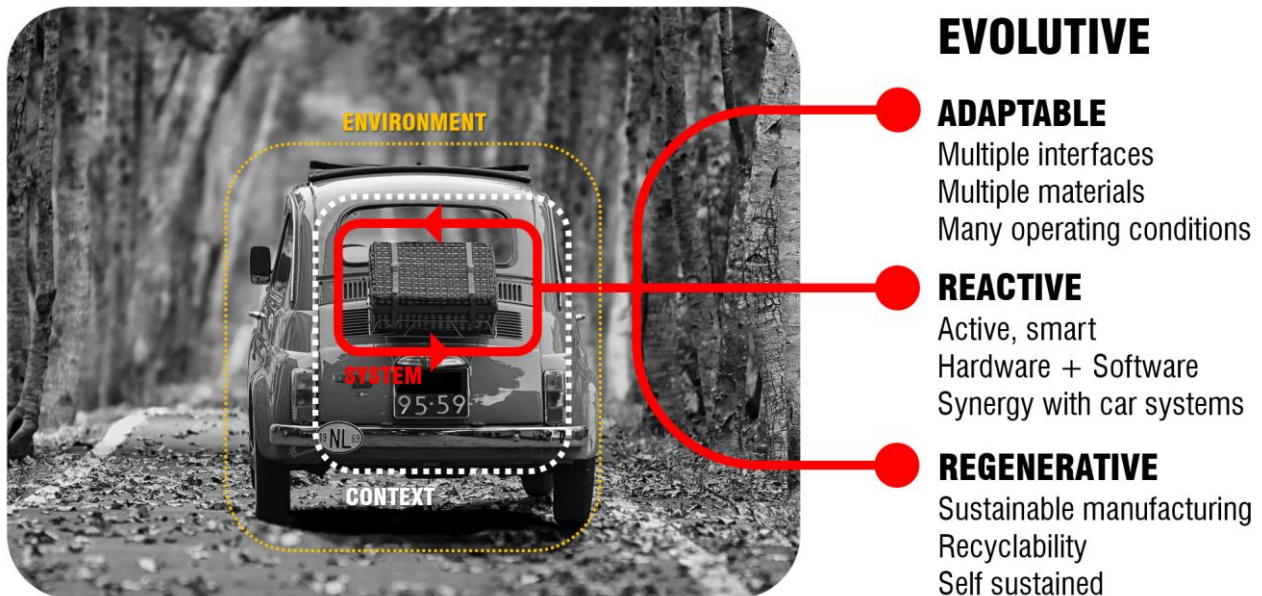 EVOLUTIVE
ENVIRONMENT
SYSTEM
95-59
NL
CONTEXT
ADAPTABLE
Multiple interfaces
Multiple materials
Many operating conditions
REACTIVE
Active, smart
Hardware + Software
Synergy with car systems
REGENERATIVE
Sustainable manufacturing
Recyclability
Self sustained